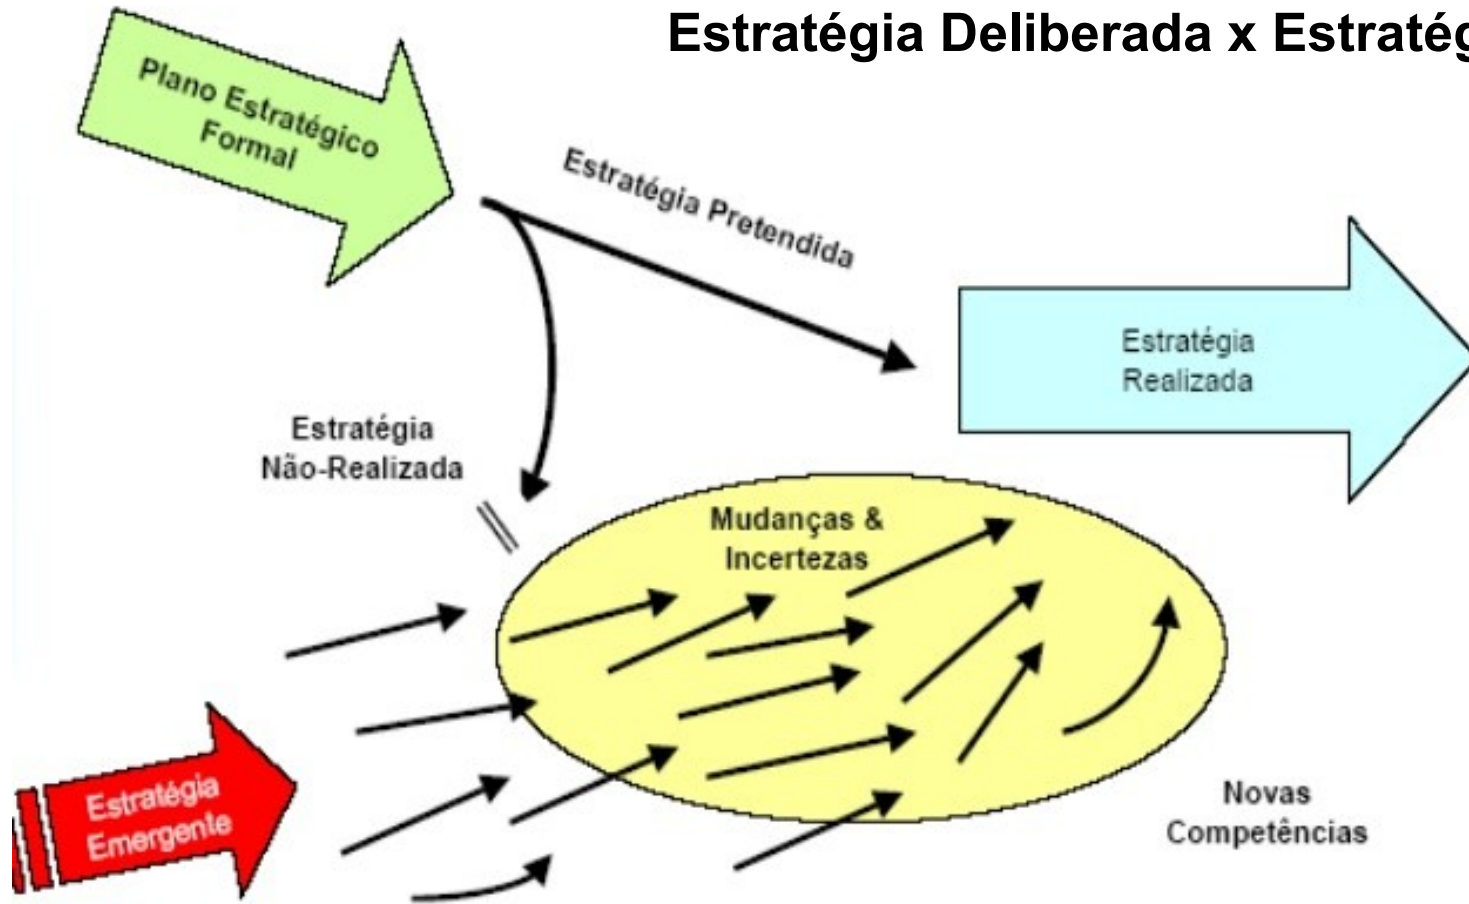 Estratégia Deliberada x Estratég
Plano Estratégico
Formal
Estratégia Pretendida
Estratégia
Realizada
Estratégia
Não-Realizada
Mudanças &
Incertezas
Estratégia
Emergente
Novas
Competências